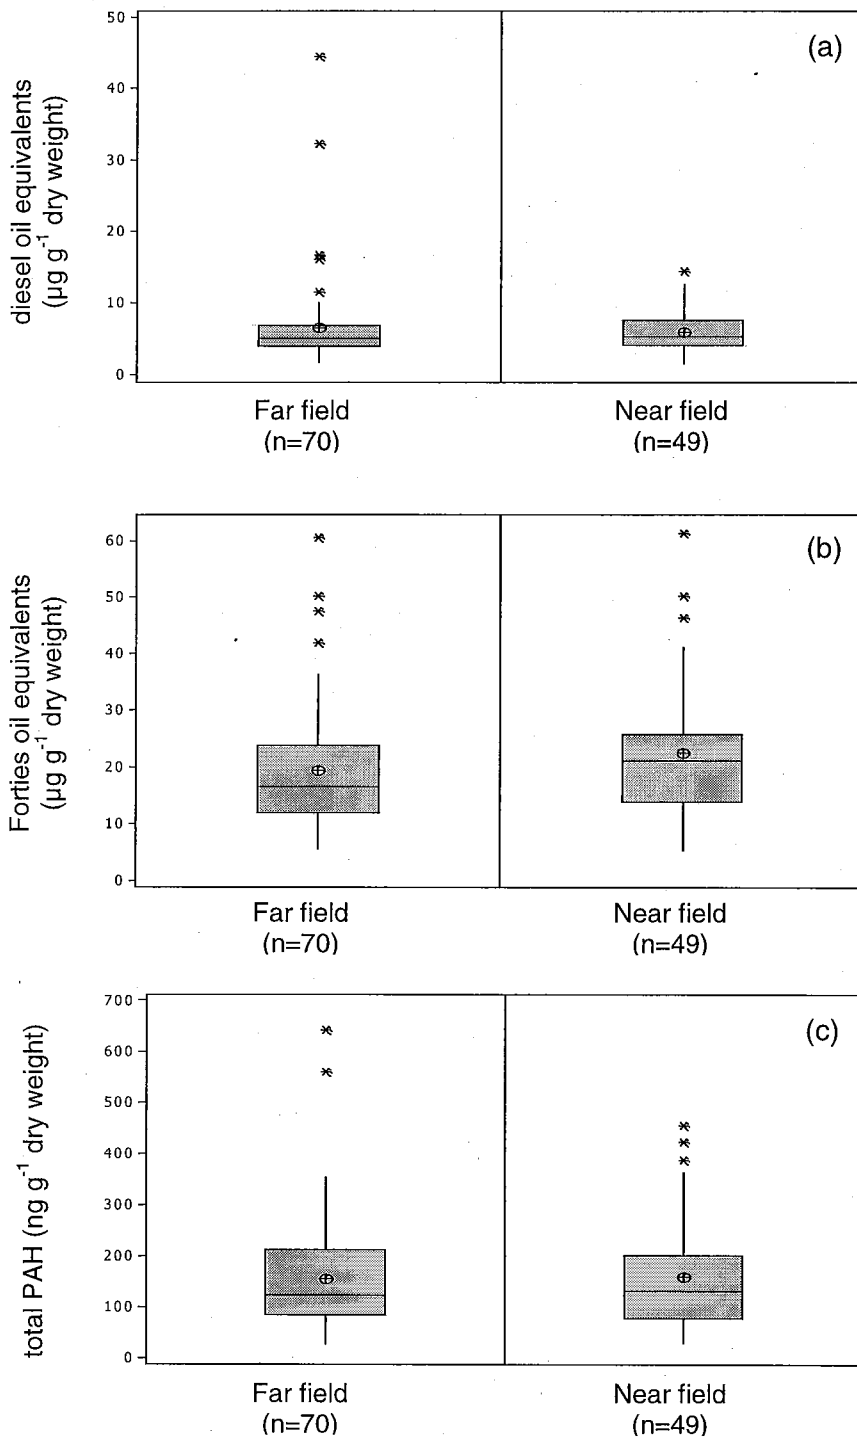 (a)
diesel oil equivalents
(µg g⁻¹ dry weight)
50
40
30
20
10
0
Far field
(n=70)
Near field
(n=49)
(b)
Forties oil equivalents
(µg g⁻¹ dry weight)
60
50
40
30
20
10
0
Far field
(n=70)
Near field
(n=49)
(c)
total PAH (ng g⁻¹ dry weight)
700
600
500
400
300
200
100
0
Far field
(n=70)
Near field
(n=49)